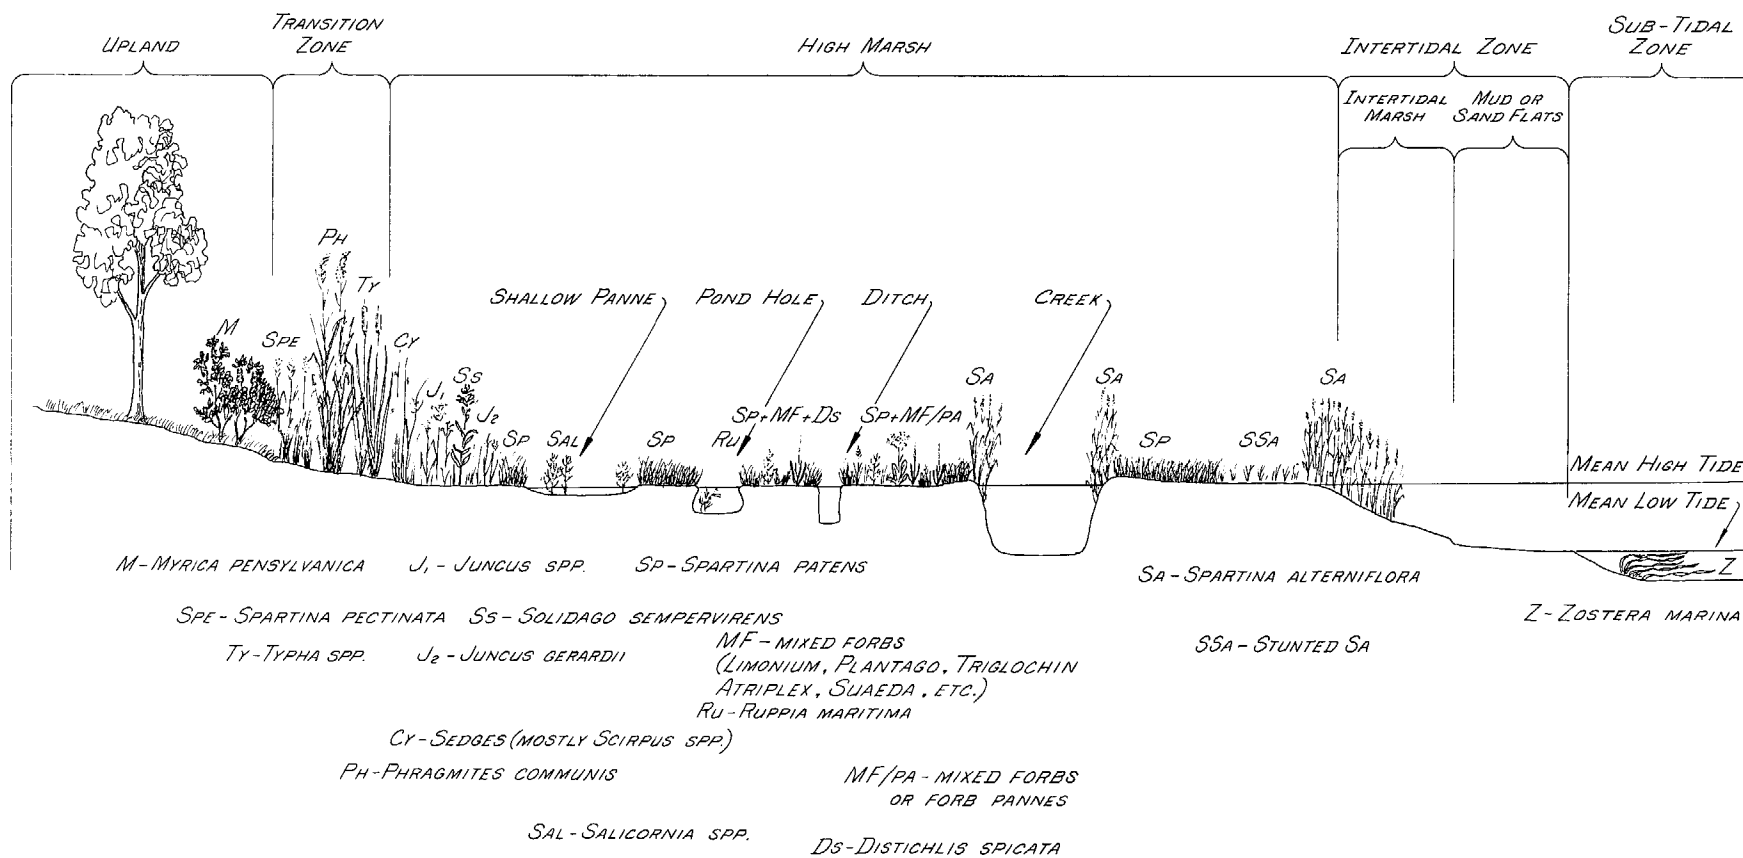 UPLAND
TRANSITION
ZONE
HIGH MARSH
INTERTIDAL ZONE
SUB-TIDAL
ZONE
INTERTIDAL
MARSH
MUD OR
SAND FLATS
PH
TY
M
SPE
CY
J1
SS
J2
SHALLOW PANNE
POND HOLE
DITCH
CREEK
SP
SAL
SP
RU
SP+MF+DS
SP+MF/PA
SA
SA
SP
SSA
SA
MEAN HIGH TIDE
MEAN LOW TIDE
Z
M-MYRICA PENSYLVANICA
J1-JUNCUS SPP.
SP-SPARTINA PATENS
SA-SPARTINA ALTERNIFLORA
SPE-SPARTINA PECTINATA
SS-SOLIDAGO SEMPERVIRENS
Z-ZOSTERA MARINA
TY-TYPHA SPP.
J2-JUNCUS GERARDII
MF-MIXED FORBS
(LIMONIUM, PLANTAGO, TRIGLOCHIN
ATRIPLEX, SUAEDA, ETC.)
SSA-STUNTED SA
RU-RUPPIA MARITIMA
CY-SEDGES (MOSTLY SCIRPUS SPP.)
PH-PHRAGMITES COMMUNIS
MF/PA-MIXED FORBS
OR FORB PANNES
SAL-SALICORNIA SPP.
DS-DISTICHLIS SPICATA